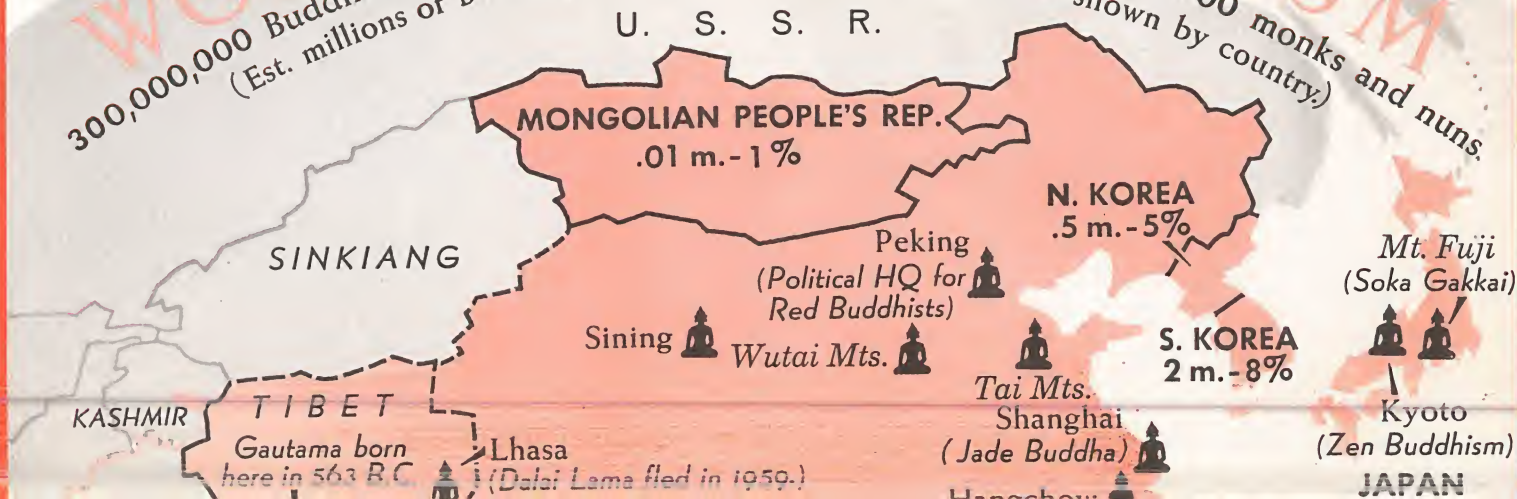 WO
SM
300,000,000
(Est. millions of
00 monks and nuns.
shown by country.)
U. S. S. R.
MONGOLIAN PEOPLE'S REP.
.01 m.-1%
N. KOREA
.5 m.-5%
SINKIANG
Peking
(Political HQ for
Red Buddhists)
Mt. Fuji
(Soka Gakkai)
Sining
Wutai Mts.
S. KOREA
2 m.-8%
Tai Mts.
KASHMIR
TIBET
Shanghai
(Jade Buddha)
Kyoto
(Zen Buddhism)
Gautama born
here in 563 B.C.
Lhasa
(Dalai Lama fled in 1959.)
JAPAN
Hangchow